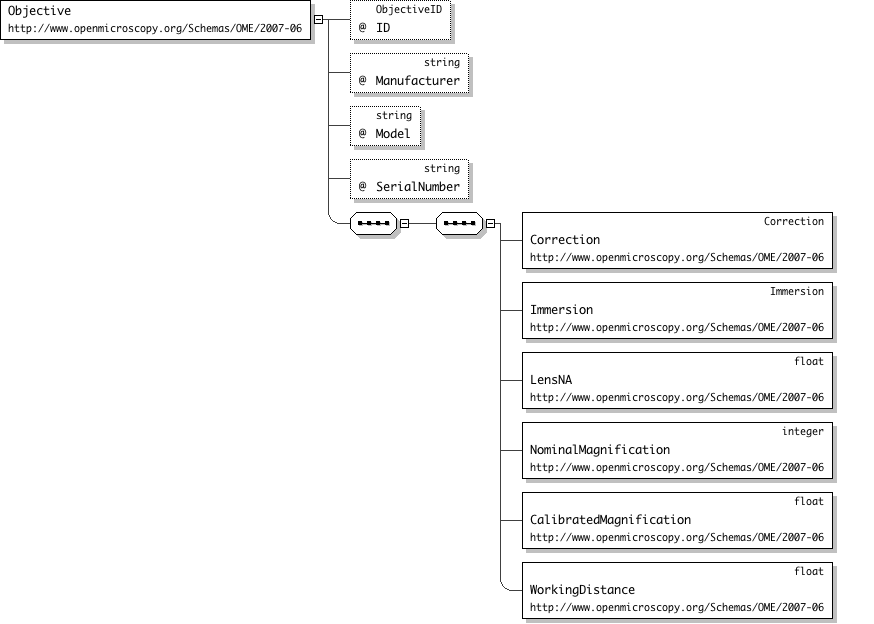 Objective
http://www.openmicroscopy.org/Schemas/OME/2007-06
ObjectiveID
@ ID
string
@ Manufacturer
string
@ Model
string
@ SerialNumber
Correction
Correction
http://www.openmicroscopy.org/Schemas/OME/2007-06
Immersion
Immersion
http://www.openmicroscopy.org/Schemas/OME/2007-06
float
LensNA
http://www.openmicroscopy.org/Schemas/OME/2007-06
integer
NominalMagnification
http://www.openmicroscopy.org/Schemas/OME/2007-06
float
CalibratedMagnification
http://www.openmicroscopy.org/Schemas/OME/2007-06
float
WorkingDistance
http://www.openmicroscopy.org/Schemas/OME/2007-06